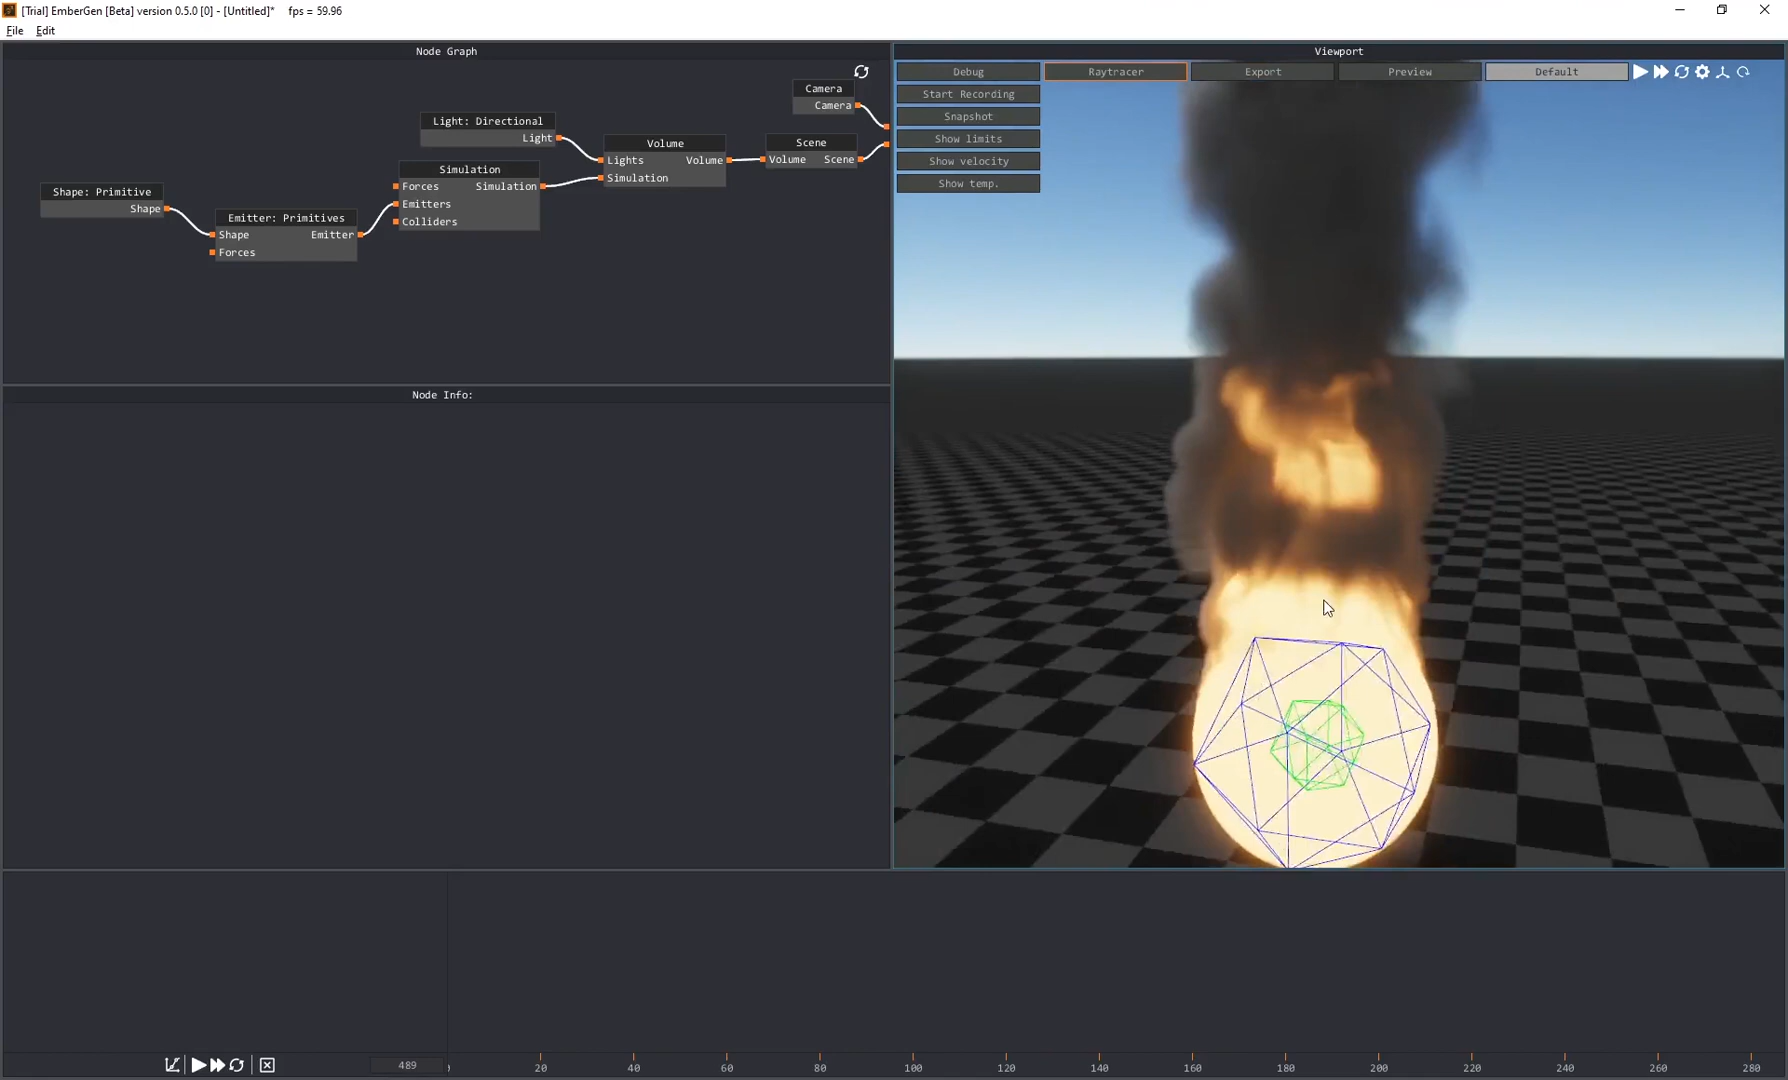 [Trial] EmberGen [Beta] version 0.5.0 [0] - [Untitled]* fps = 59.96
File Edit
Node Graph
Camera
Camera
Light: Directional
Light
Volume
Lights Volume
Simulation
Scene
Volume Scene
Simulation
Forces Simulation
Emitters
Colliders
Shape: Primitive
Shape
Emitter: Primitives
Shape Emitter
Forces
Node Info:
Viewport
Debug Raytracer Export Preview Default
Start Recording
Snapshot
Show limits
Show velocity
Show temp.
489
20 40 60 80 100 120 140 160 180 200 220 240 260 280